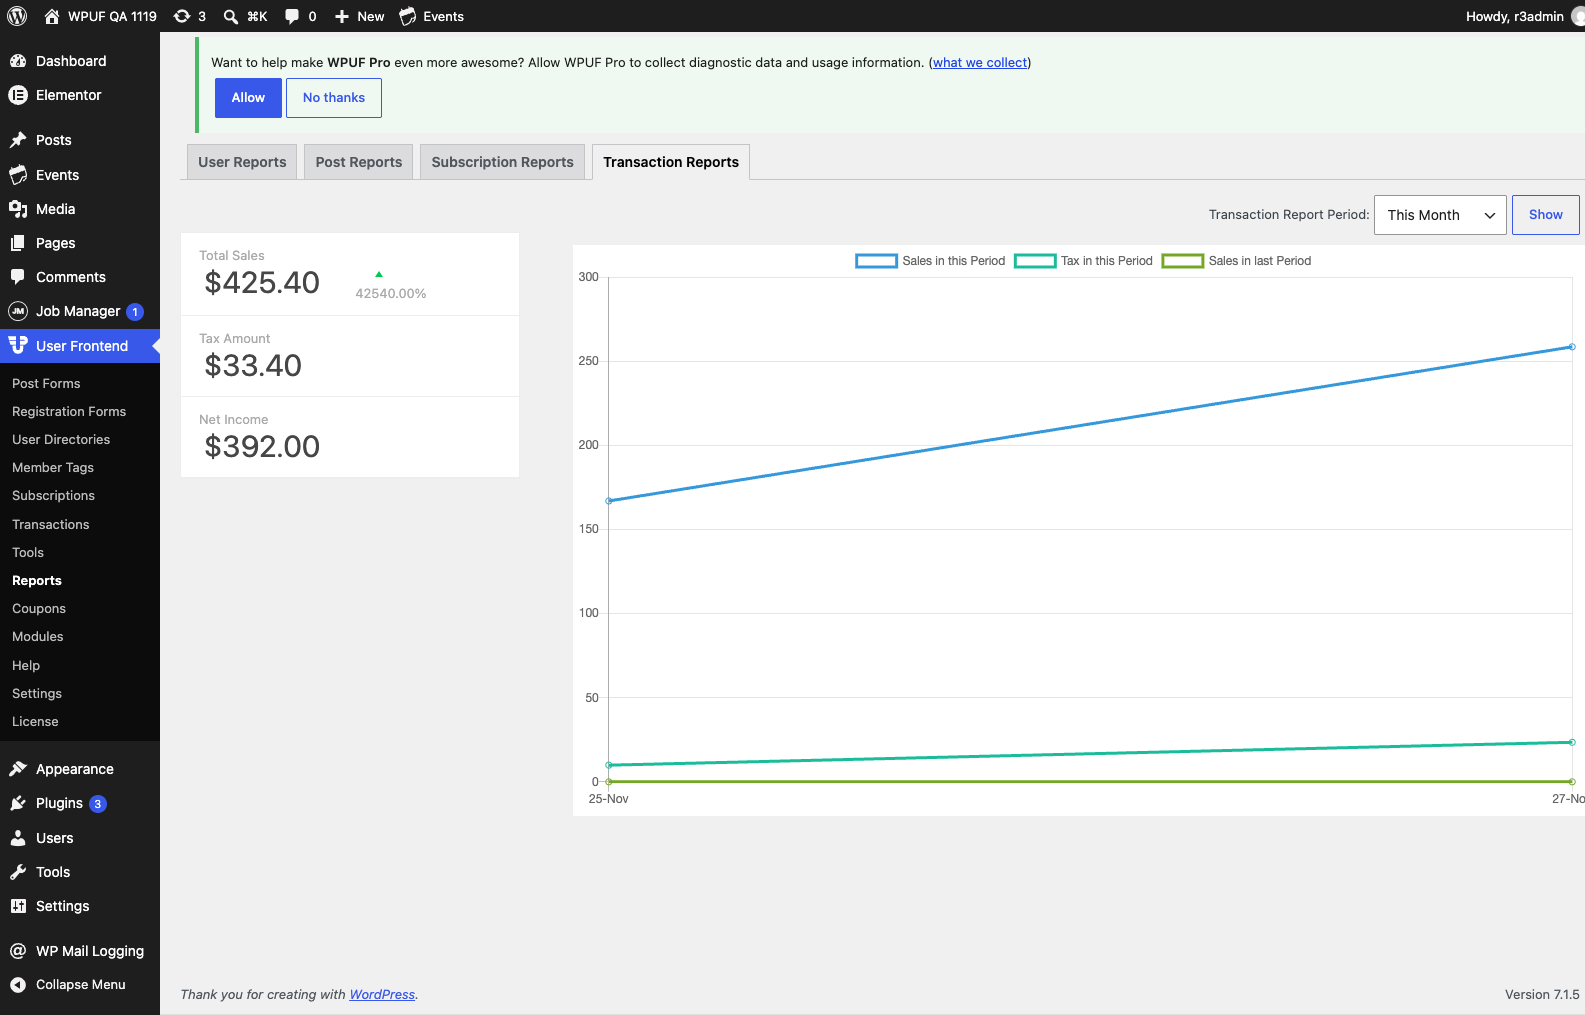 WPUF QA 1119 3 ⌘K 0 New Events Howdy, r3admin
Dashboard
Elementor
Posts
Events
Media
Pages
Comments
JM Job Manager 1
User Frontend
Post Forms
Registration Forms
User Directories
Member Tags
Subscriptions
Transactions
Tools
Reports
Coupons
Modules
Help
Settings
License
Appearance
Plugins 3
Users
Tools
Settings
WP Mail Logging
Collapse Menu
Want to help make WPUF Pro even more awesome? Allow WPUF Pro to collect diagnostic data and usage information. (what we collect)
Allow No thanks
User Reports Post Reports Subscription Reports Transaction Reports
Transaction Report Period: This Month Show
Total Sales
$425.40
42540.00%
Tax Amount
$33.40
Net Income
$392.00
Sales in this Period Tax in this Period Sales in last Period
300
250
200
150
100
50
0
25-Nov 27-No
Thank you for creating with WordPress.
Version 7.1.5